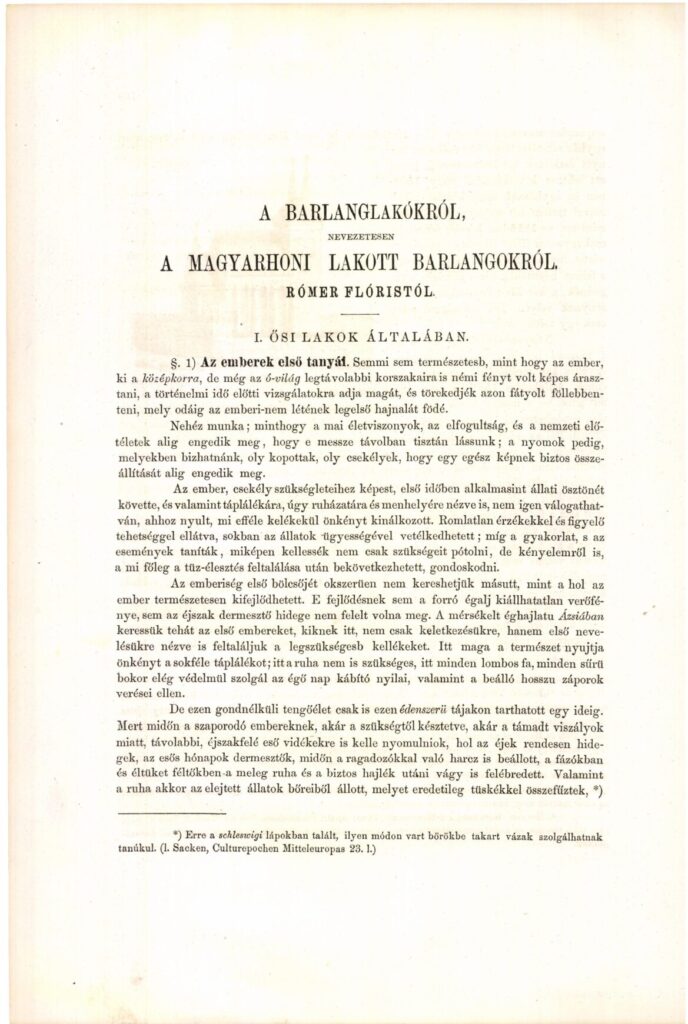 A BARLANGLAKÓKRÓL,
NEVEZETESEN
A MAGYARHONI LAKOTT BARLANGOKRÓL.
RÓMER FLÓRISTÓL.
I. ŐSI LAKOK ÁLTALÁBAN.
§. 1) Az emberek első tanyái. Semmi sem természetesb, mint hogy az ember,
ki a középkorra, de még az ó-világ legtávolabbi korszakaira is némi fényt volt képes árasz-
tani, a történelmi idő előtti vizsgálatokra adja magát, és törekedjék azon fátyolt föllebben-
teni, mely odáig az emberi-nem létének legelső hajnalát födé.
Nehéz munka; minthogy a mai életviszonyok, az elfogultság, és a nemzeti elő-
téletek alig engedik meg, hogy e messze távolban tisztán lássunk; a nyomok pedig,
melyekben bizhatnánk, oly kopottak, oly csekélyek, hogy egy egész képnek biztos össze-
állítását alig engedik meg.
Az ember, csekély szükségleteihez képest, első időben alkalmasint állati ösztönét
követte, és valamint táplálékára, úgy ruházatára és menhelyére nézve is, nem igen válogathat-
ván, ahhoz nyult, mi efféle kelékekül önkényt kinálkozott. Romlatlan érzékekkel és figyelő
tehetséggel ellátva, sokban az állatok ügyességével vetélkedhetett; míg a gyakorlat, s az
események taníták, miképen kellessék nem csak szükségeit pótolni, de kényelemről is,
a mi főleg a tüz-élesztés feltalálása után bekövetkezhetett, gondoskodni.
Az emberiség első bölcsőjét okszerüen nem kereshetjük másutt, mint a hol az
ember természetesen kifejlődhetett. E fejlődésnek sem a forró égalj kiállhatatlan verőfé-
nye, sem az éjszak dermesztő hidege nem felelt volna meg. A mérsékelt éghajlatu Ázsiában
keressük tehát az első embereket, kiknek itt, nem csak keletkezésükre, hanem első neve-
lésükre nézve is feltaláljuk a legszükségesb kellékeket. Itt maga a természet nyujtja
önkényt a sokféle táplálékot; itt a ruha nem is szükséges, itt minden lombos fa, minden sűrü
bokor elég védelmül szolgál az égő nap kábító nyilai, valamint a beálló hosszu záporok
verései ellen.
De ezen gondnélküli tengőélet csak is ezen édenszerü tájakon tarthatott egy ideig.
Mert midőn a szaporodó embereknek, akár a szükségtől késztetve, akár a támadt viszályok
miatt, távolabbi, éjszakfelé eső vidékekre is kelle nyomulniok, hol az éjek rendesen hide-
gek, az esős hónapok dermesztők, midőn a ragadozókkal való harcz is beállott, a fázókban
és éltüket féltőkben a meleg ruha és a biztos hajlék utáni vágy is felébredett. Valamint
a ruha akkor az elejtett állatok bőreiből állott, melyet eredetileg tüskékkel összefűztek, *)
*) Erre a schleswigi lápokban talált, ilyen módon vart bőrökbe takart vázak szolgálhatnak
tanúkul. (l. Sacken, Culturepochen Mitteleuropas 23. l.)